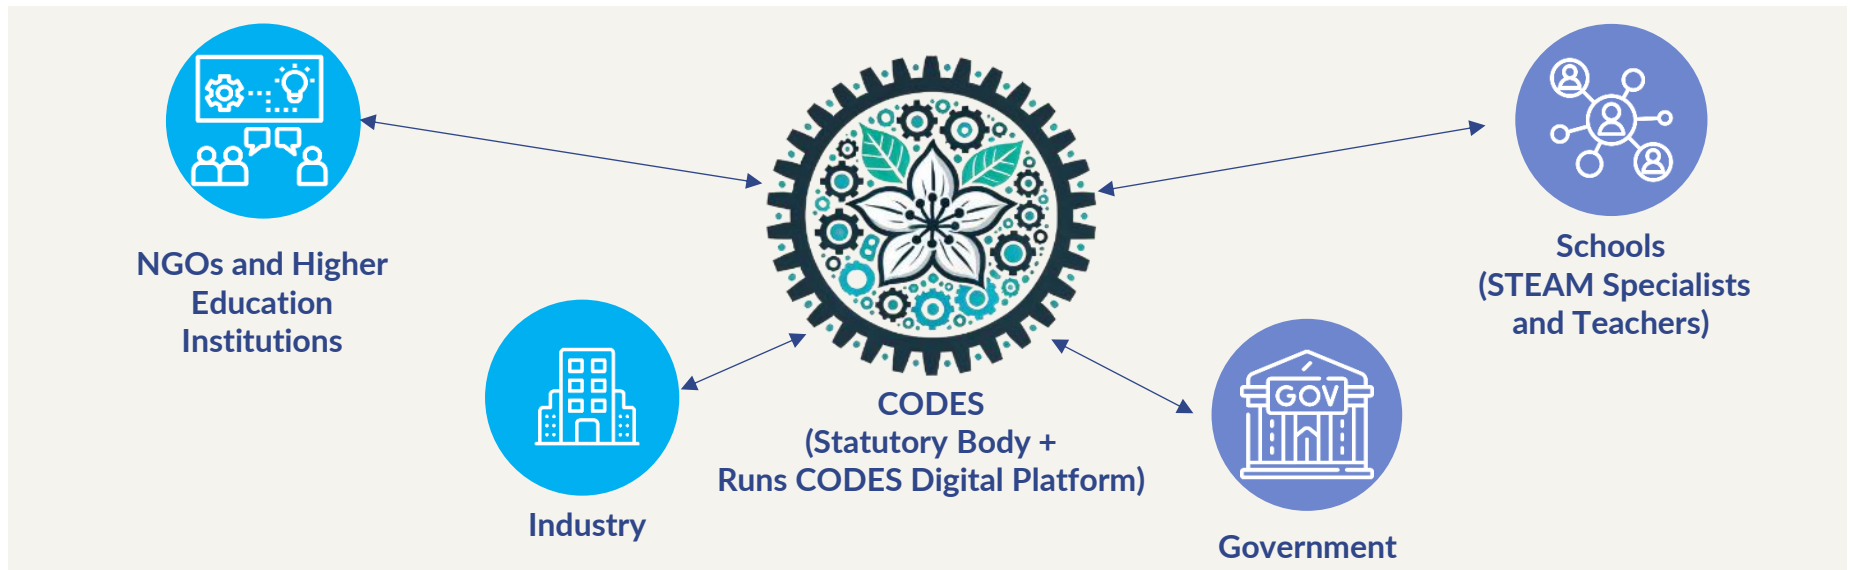 NGOs and Higher
Education
Institutions
Industry
CODES
(Statutory Body +
Runs CODES Digital Platform)
GOV
Government
Schools
(STEAM Specialists
and Teachers)